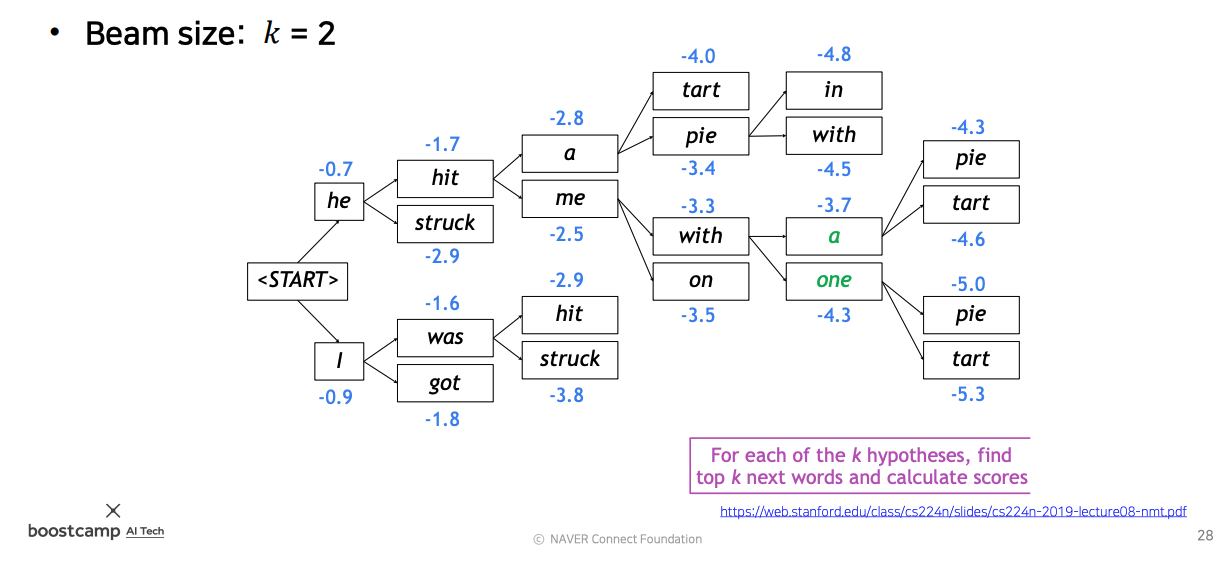 • Beam size: k = 2
-4.0
-4.8
tart
in
-2.8
-4.3
-1.7
a
pie
with
pie
-0.7
hit
-3.4
-4.5
he
me
-3.3
-3.7
tart
struck
-2.5
with
a
-4.6
-2.9
<START>
-2.9
on
one
-5.0
-1.6
hit
-3.5
-4.3
pie
was
I
struck
tart
got
-0.9
-3.8
-5.3
-1.8
For each of the k hypotheses, find
top k next words and calculate scores
https://web.stanford.edu/class/cs224n/slides/cs224n-2019-lecture08-nmt.pdf
boostcamp AI Tech
© NAVER Connect Foundation
28